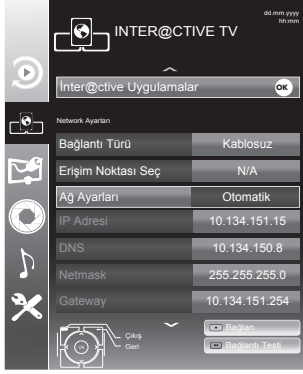 dd.mm.yyyy
hh:mm
INTER@CTIVE TV
İnter@ctive Uygulamalar OK
Network Ayarları
Bağlantı Türü Kablosuz
Erişim Noktası Seç N/A
Ağ Ayarları Otomatik
IP Adresi 10.134.151.15
DNS 10.134.150.8
Netmask 255.255.255.0
Gateway 10.134.151.254
Çıkış
Geri
OK
Bağlan
Bağlantı Testi